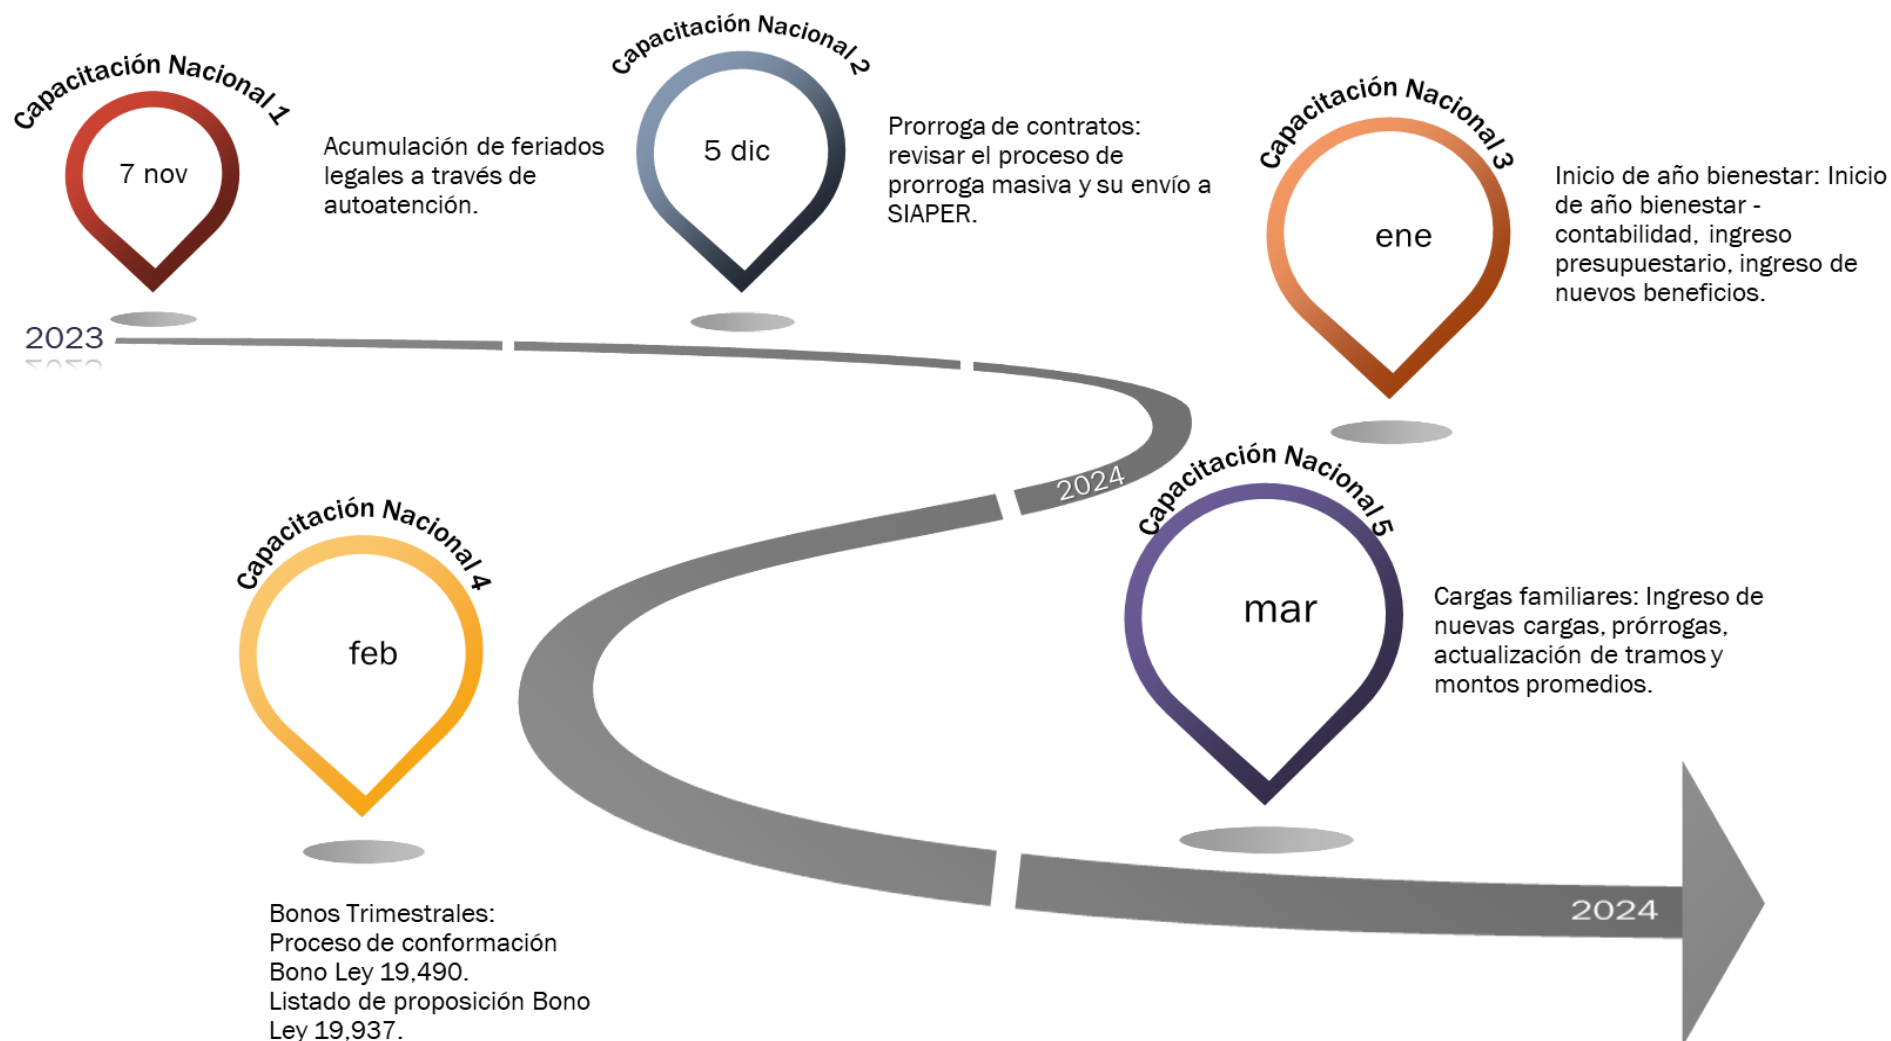 Capacitación Nacional 1
7 nov
Acumulación de feriados
legales a través de
autoatención.
Capacitación Nacional 2
5 dic
Prorroga de contratos:
revisar el proceso de
prorroga masiva y su envío a
SIAPER.
Capacitación Nacional 3
ene
Inicio de año bienestar: Inicio
de año bienestar -
contabilidad, ingreso
presupuestario, ingreso de
nuevos beneficios.
2023
2024
Capacitación Nacional 4
feb
Bonos Trimestrales:
Proceso de conformación
Bono Ley 19,490.
Listado de proposición Bono
Ley 19,937.
Capacitación Nacional 5
mar
Cargas familiares: Ingreso de
nuevas cargas, prórrogas,
actualización de tramos y
montos promedios.
2024